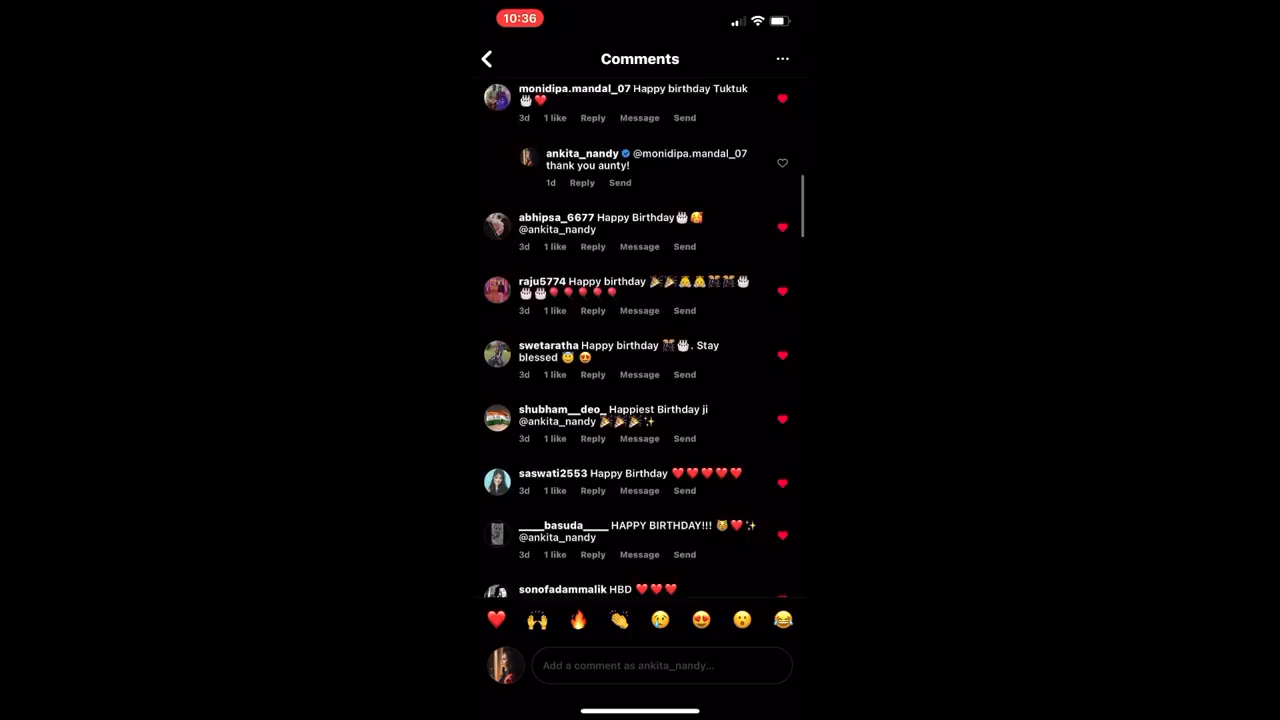 10:36
Comments
monidipa.mandal_07 Happy birthday Tuktuk
🎂❤️
3d 1 like Reply Message Send
ankita_nandy @monidipa.mandal_07
thank you aunty!
1d Reply Send
abhipsa_6677 Happy Birthday🎂🥰
@ankita_nandy
3d 1 like Reply Message Send
raju5774 Happy birthday 🎉🎉👸👸🎊🎊🎂
🎂🎂🎈🎈🎈🎈🎈
3d 1 like Reply Message Send
swetaratha Happy birthday 🎊🎂. Stay
blessed 😇 😍
3d 1 like Reply Message Send
shubham__deo_ Happiest Birthday ji
@ankita_nandy 🎉🎉🎉✨
3d 1 like Reply Message Send
saswati2553 Happy Birthday ❤️❤️❤️❤️❤️
3d 1 like Reply Message Send
____basuda____ HAPPY BIRTHDAY!!! 😻❤️✨
@ankita_nandy
3d 1 like Reply Message Send
sonofadammalik HBD ❤️❤️❤️
Add a comment as ankita_nandy...